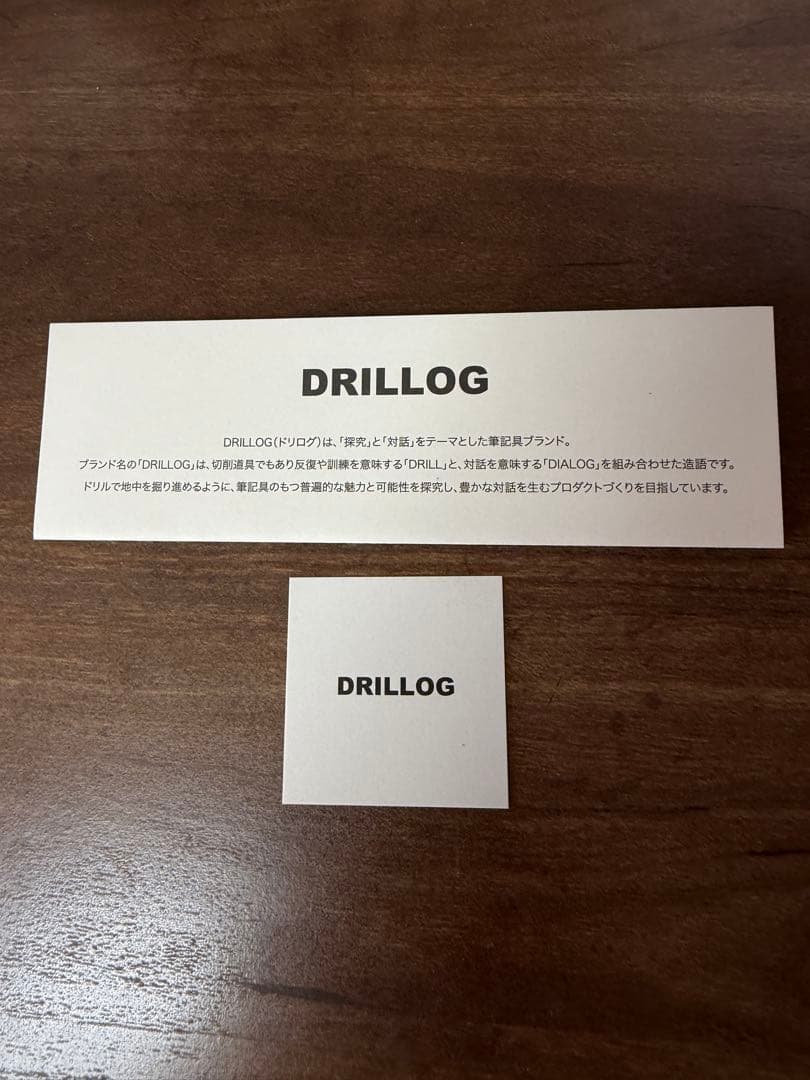 DRILLOG
DRILLOG(ドリログ)は、「探究」と「対話」をテーマとした筆記具ブランド。
ブランド名の「DRILLOG」は、切削道具でもあり反復や訓練を意味する「DRILL」と、対話を意味する「DIALOG」を組み合わせた造語です。
ドリルで地中を掘り進めるように、筆記具のもつ普遍的な魅力と可能性を探究し、豊かな対話を生むプロダクトづくりを目指しています。
DRILLOG